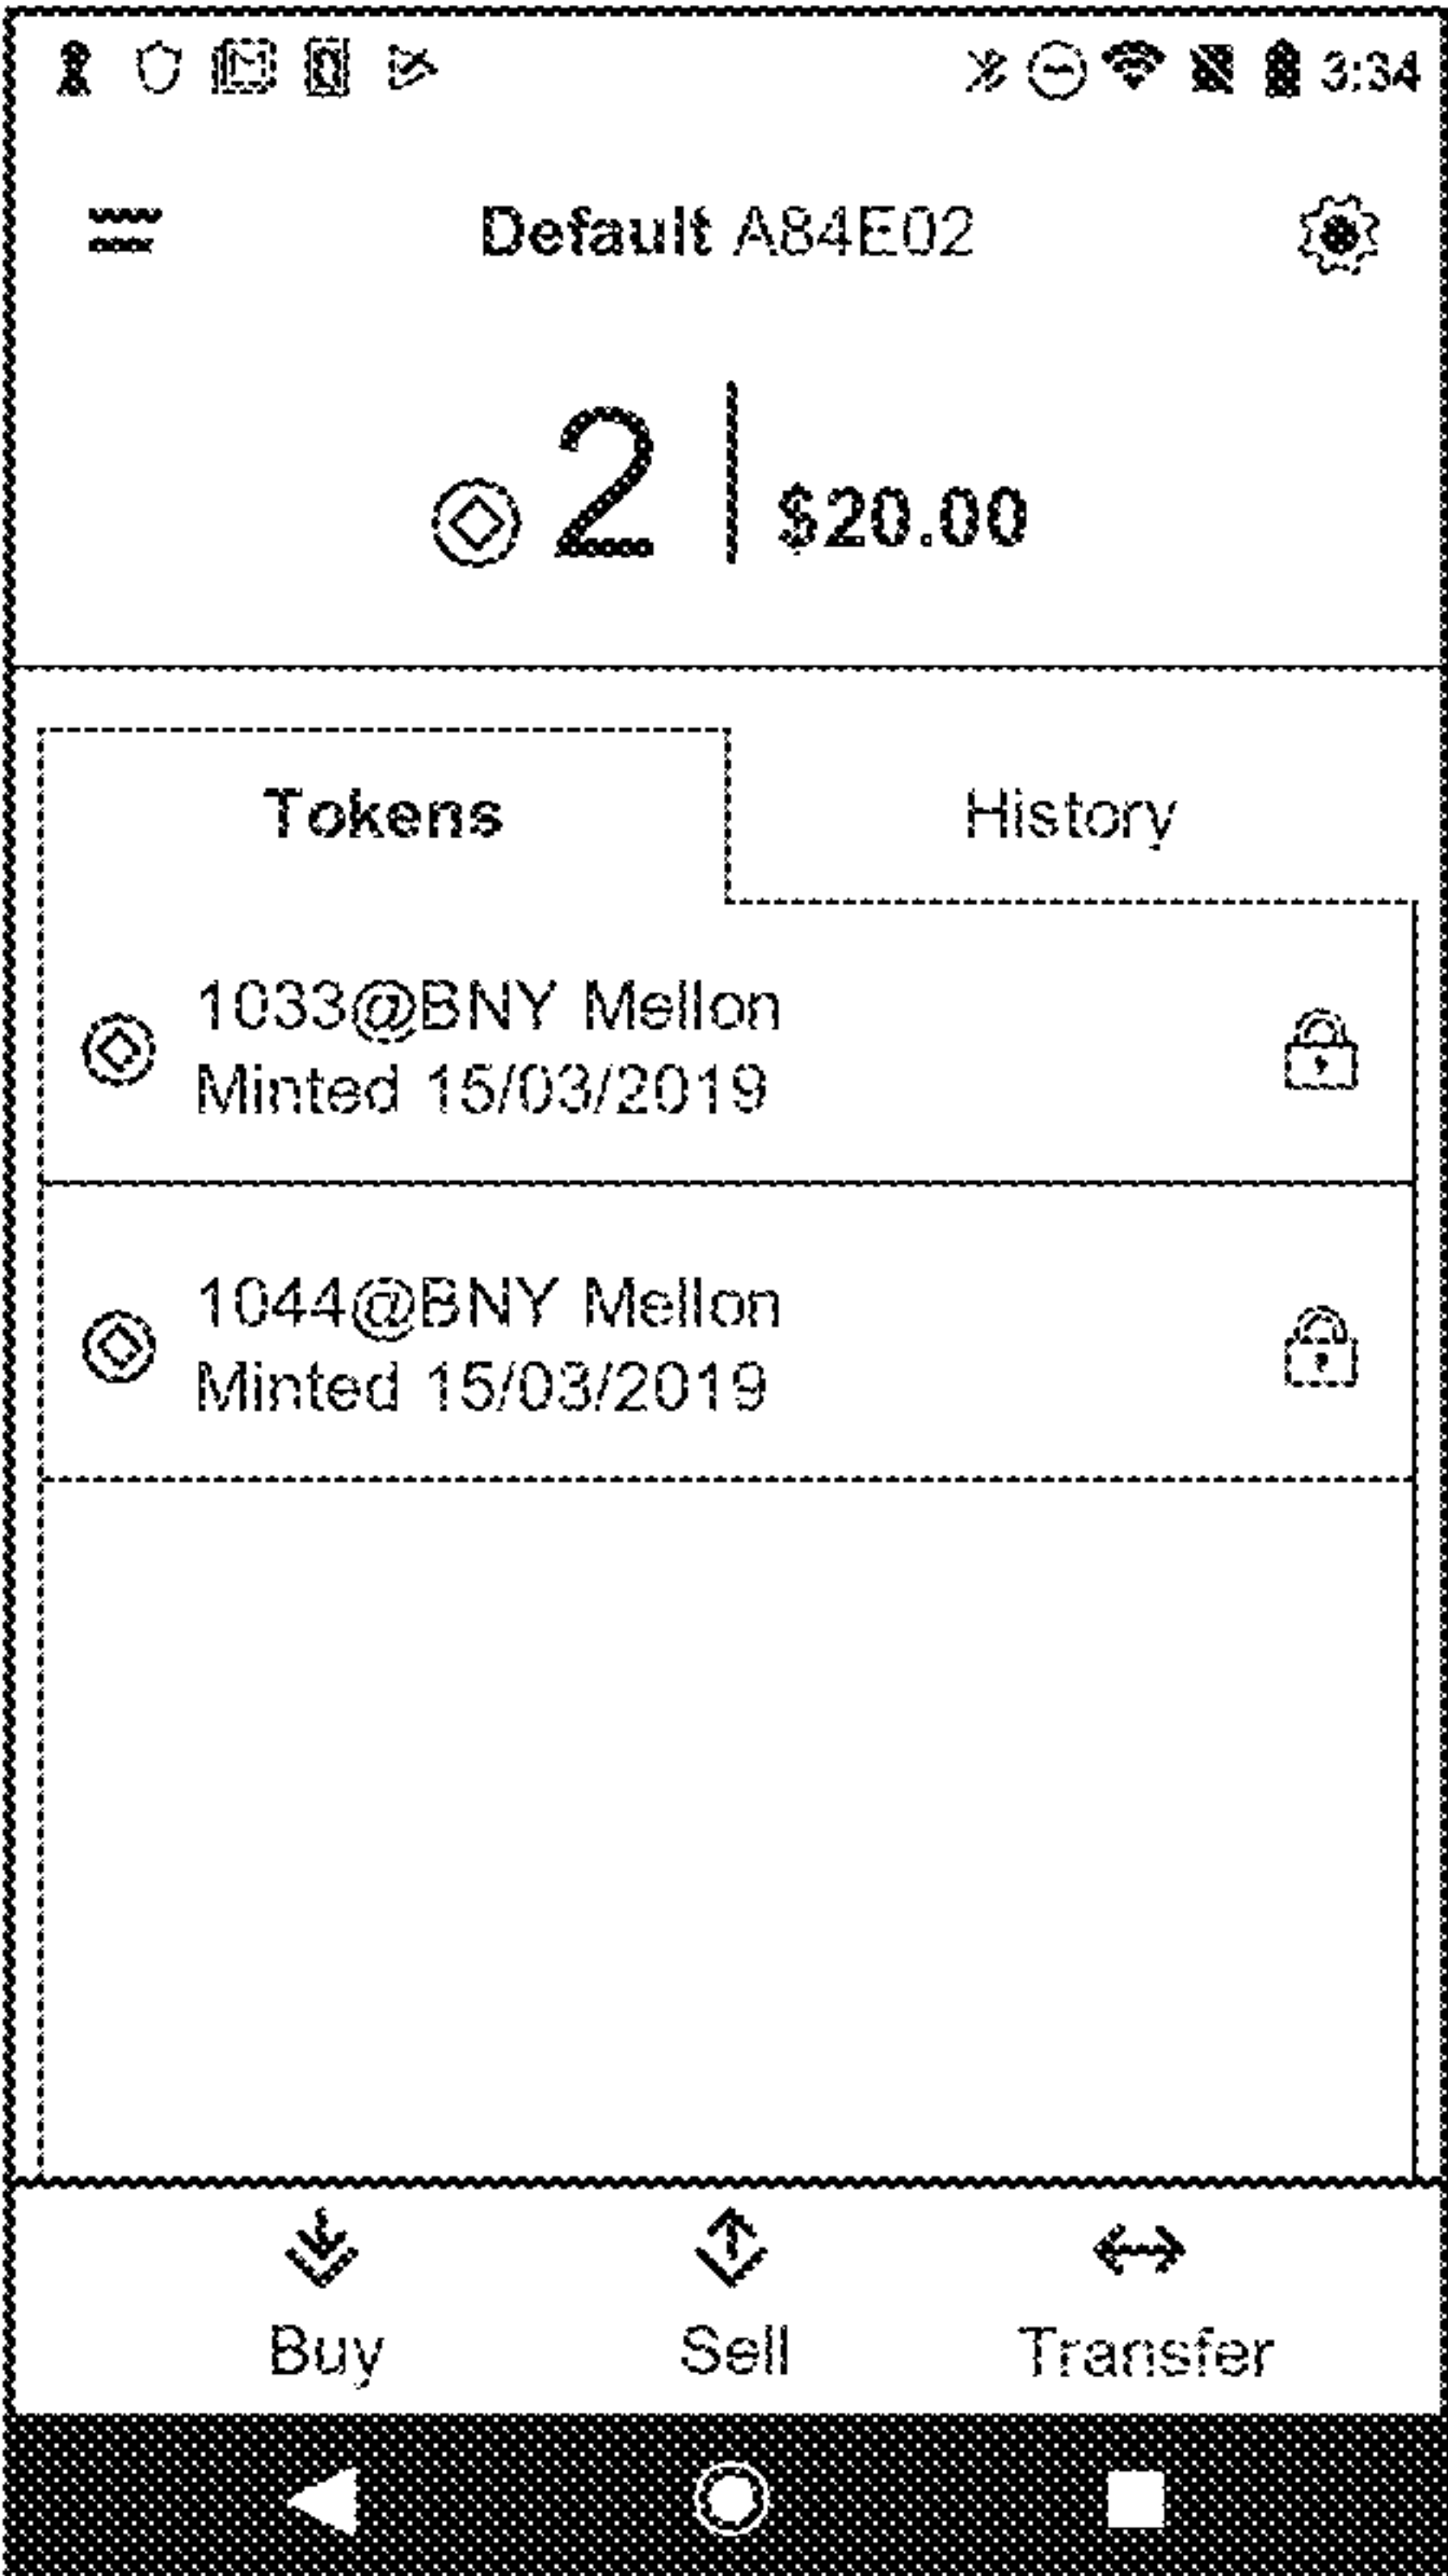 3:34
Default A84E02
2 $20.00
Tokens History
1033@BNY Mellon
Minted 15/03/2019
1044@BNY Mellon
Minted 15/03/2019
Buy Sell Transfer